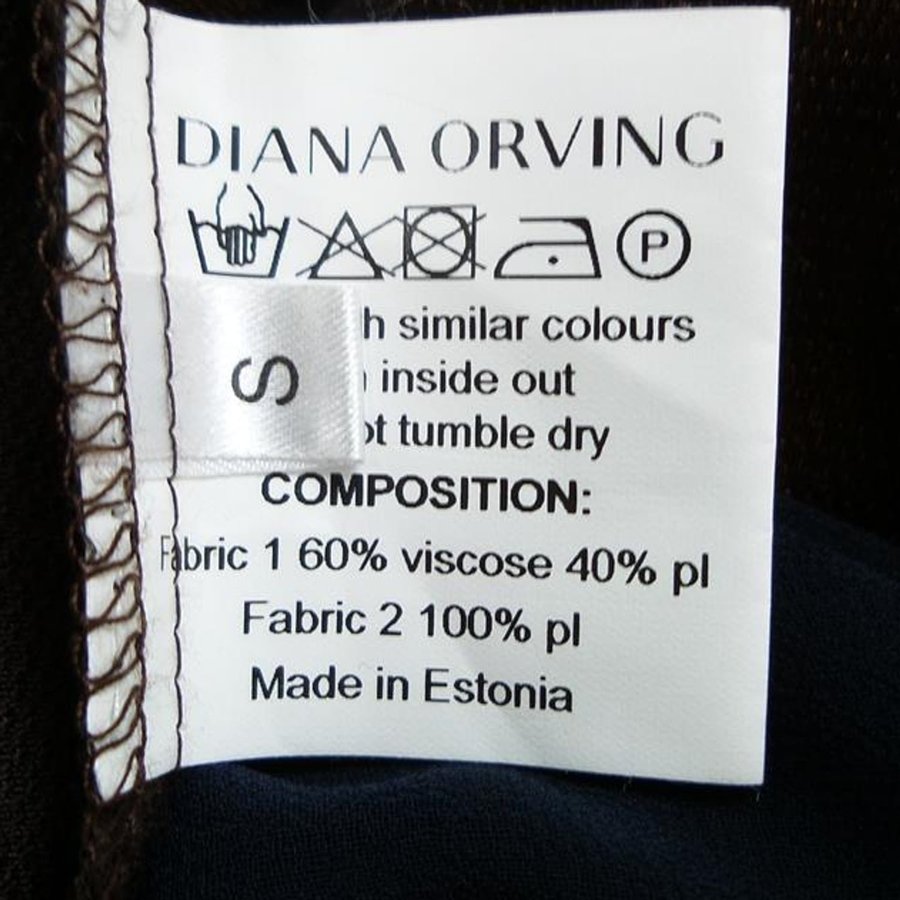 DIANA ORVING
P
similar colours
S
inside out
tumble dry
COMPOSITION:
Fabric 1 60% viscose 40% pl
Fabric 2 100% pl
Made in Estonia